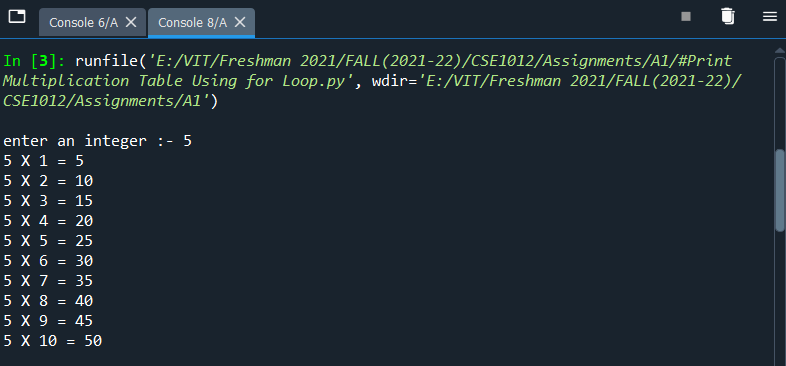 Console 6/A Console 8/A
In [3]: runfile('E:/VIT/Freshman 2021/FALL(2021-22)/CSE1012/Assignments/A1/#Print
Multiplication Table Using for Loop.py', wdir='E:/VIT/Freshman 2021/FALL(2021-22)/
CSE1012/Assignments/A1')
enter an integer :- 5
5 X 1 = 5
5 X 2 = 10
5 X 3 = 15
5 X 4 = 20
5 X 5 = 25
5 X 6 = 30
5 X 7 = 35
5 X 8 = 40
5 X 9 = 45
5 X 10 = 50